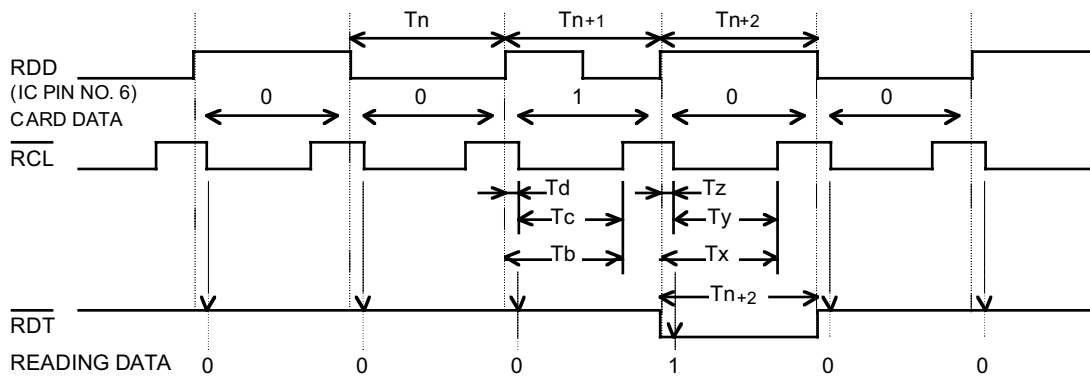 Tn Tn+1 Tn+2
RDD
(IC PIN NO. 6)
0 0 1 0 0
CARD DATA
RCL
Td Tz
Tc Ty
Tb Tx
Tn+2
RDT
READING DATA 0 0 0 1 0 0